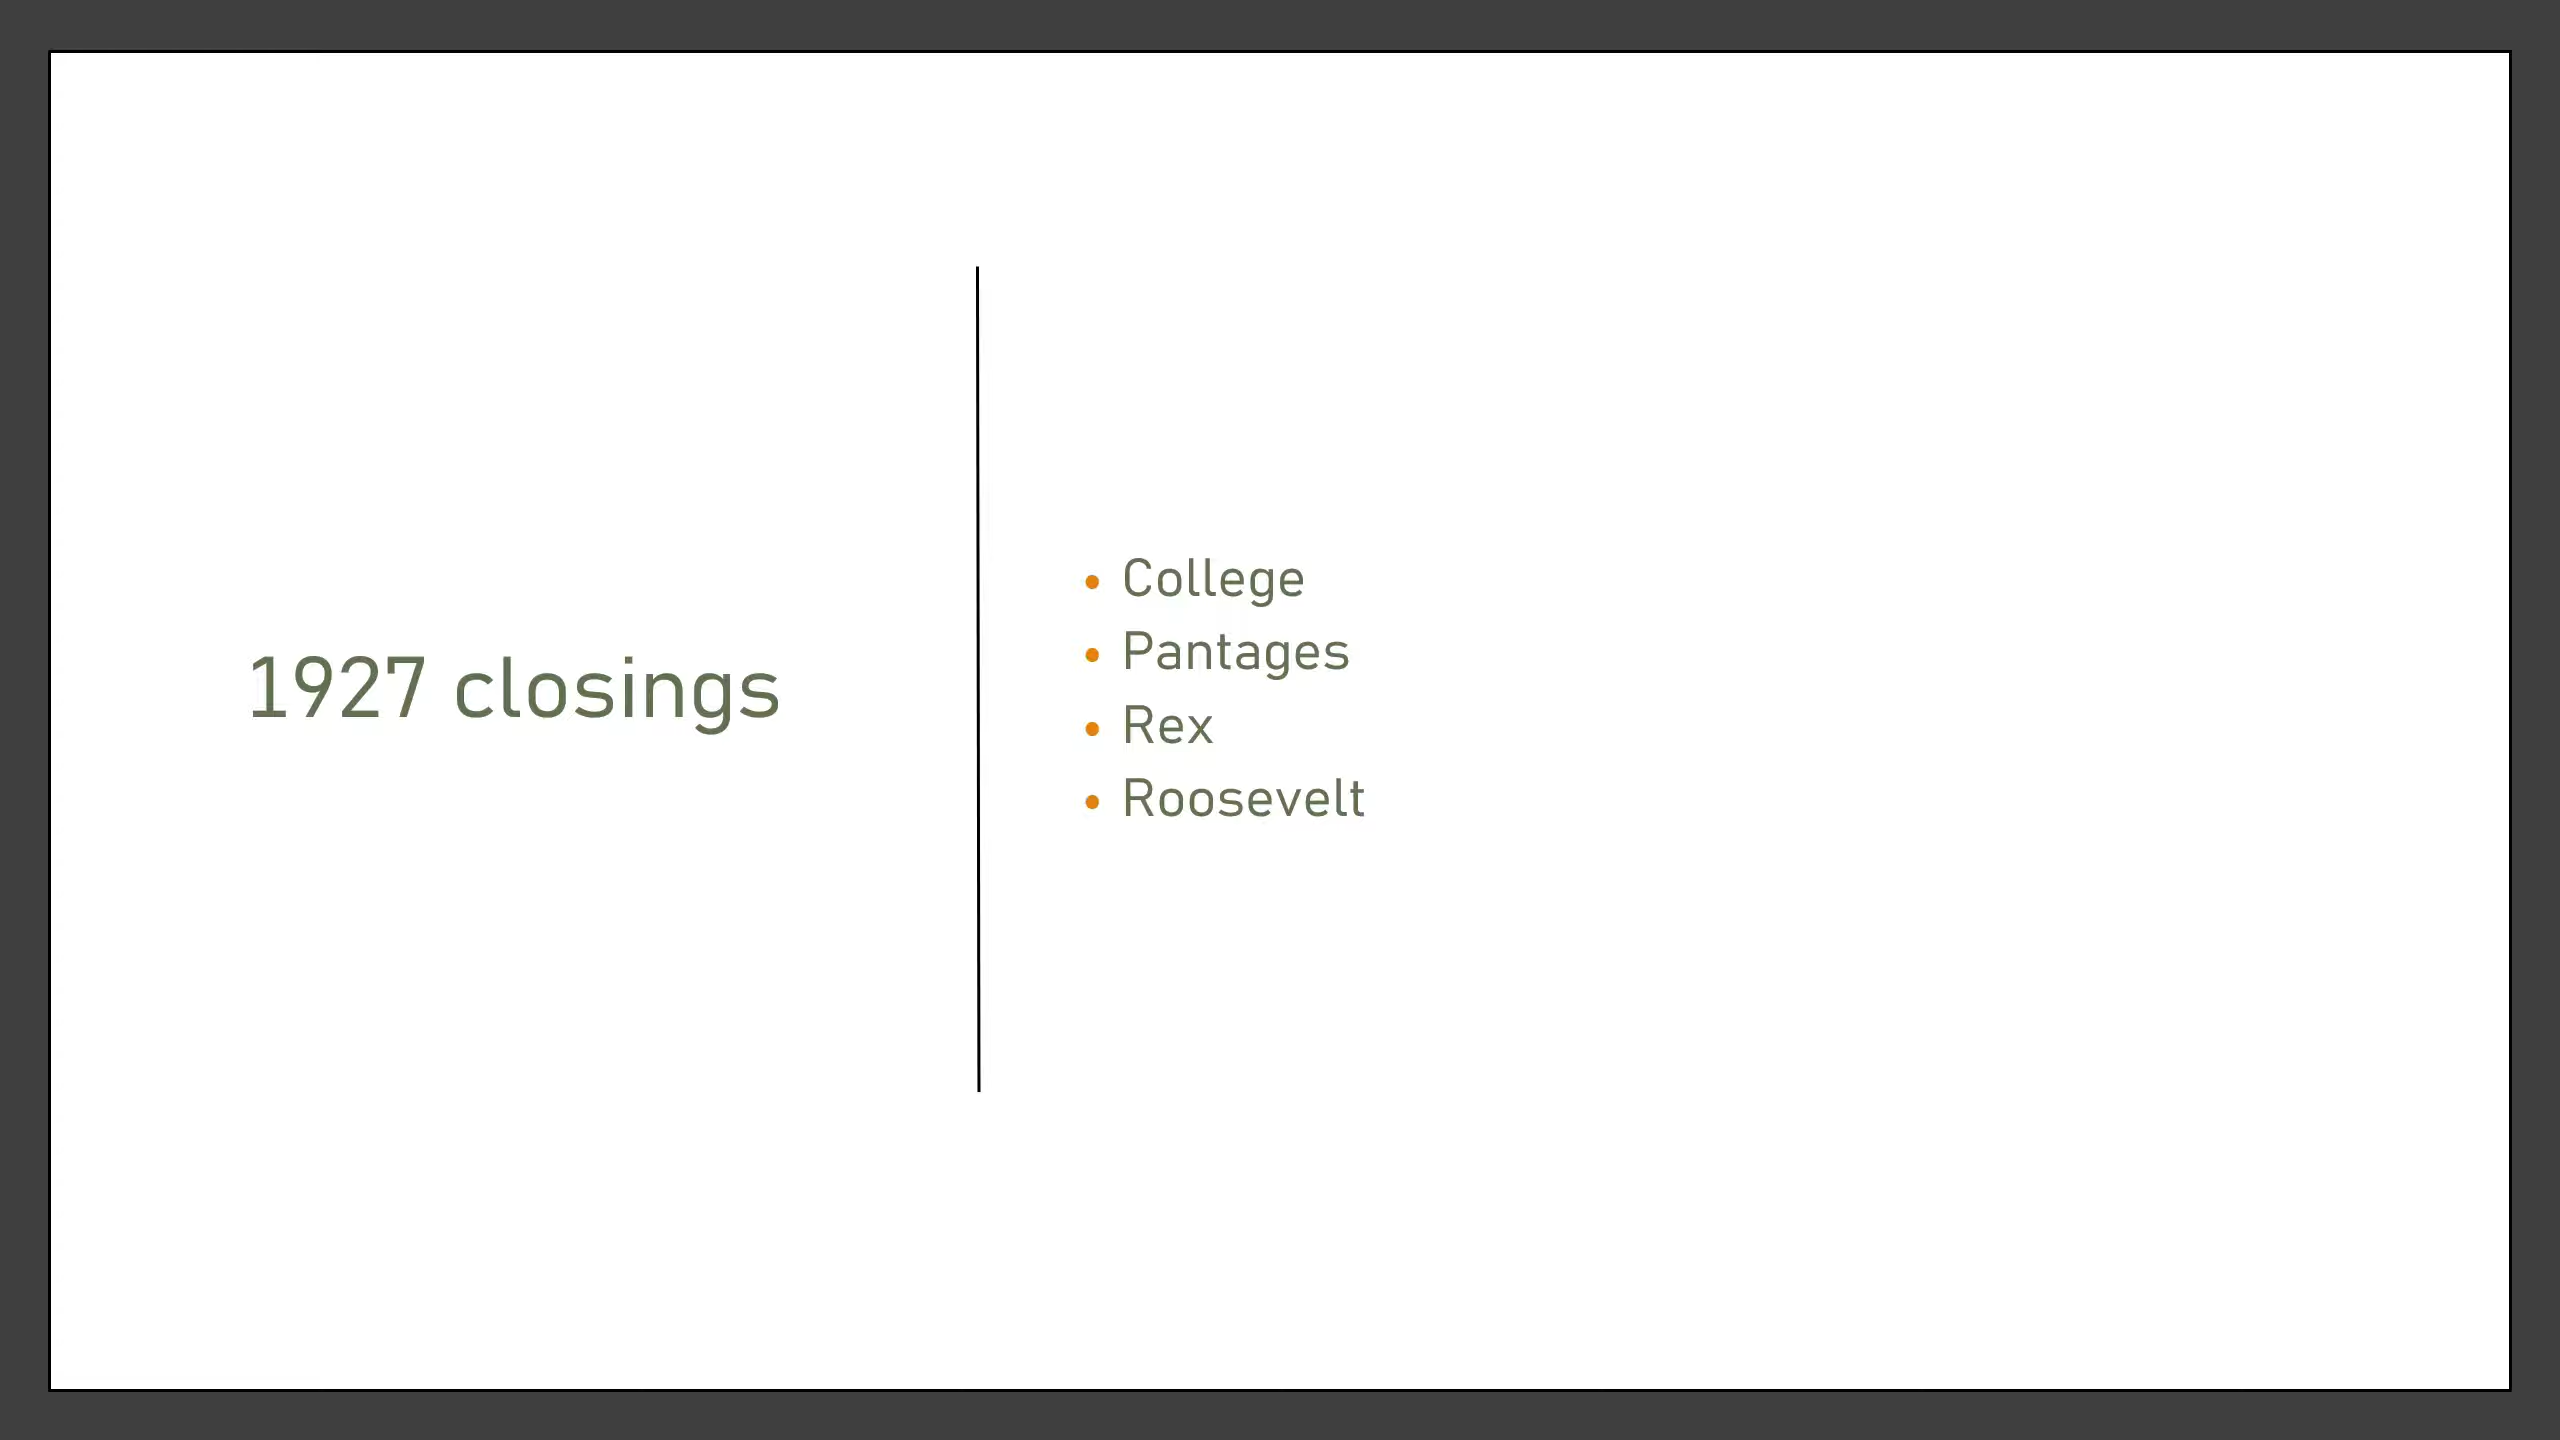 1927 closings
• College
• Pantages
• Rex
• Roosevelt